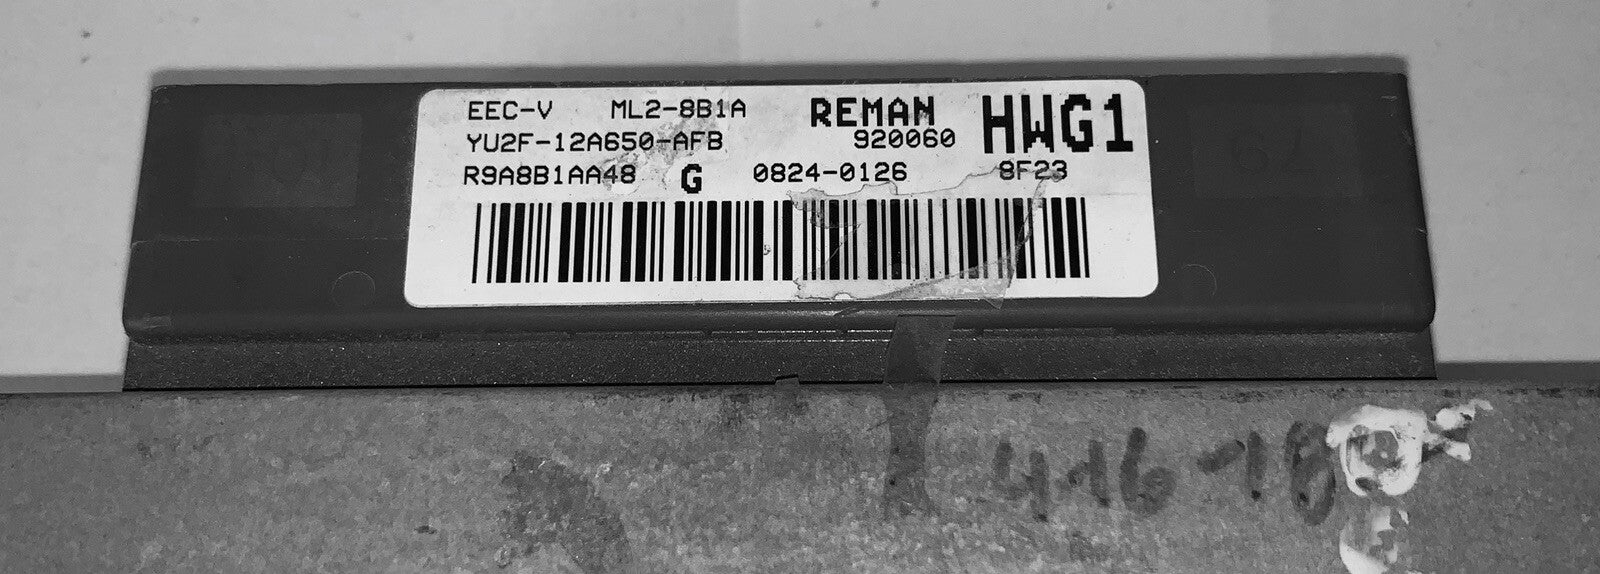 EEC-V ML2-8B1A REMAN HWG1
YU2F-12A650-AFB 920060
R9A8B1AA48 G 0824-0126 8F23